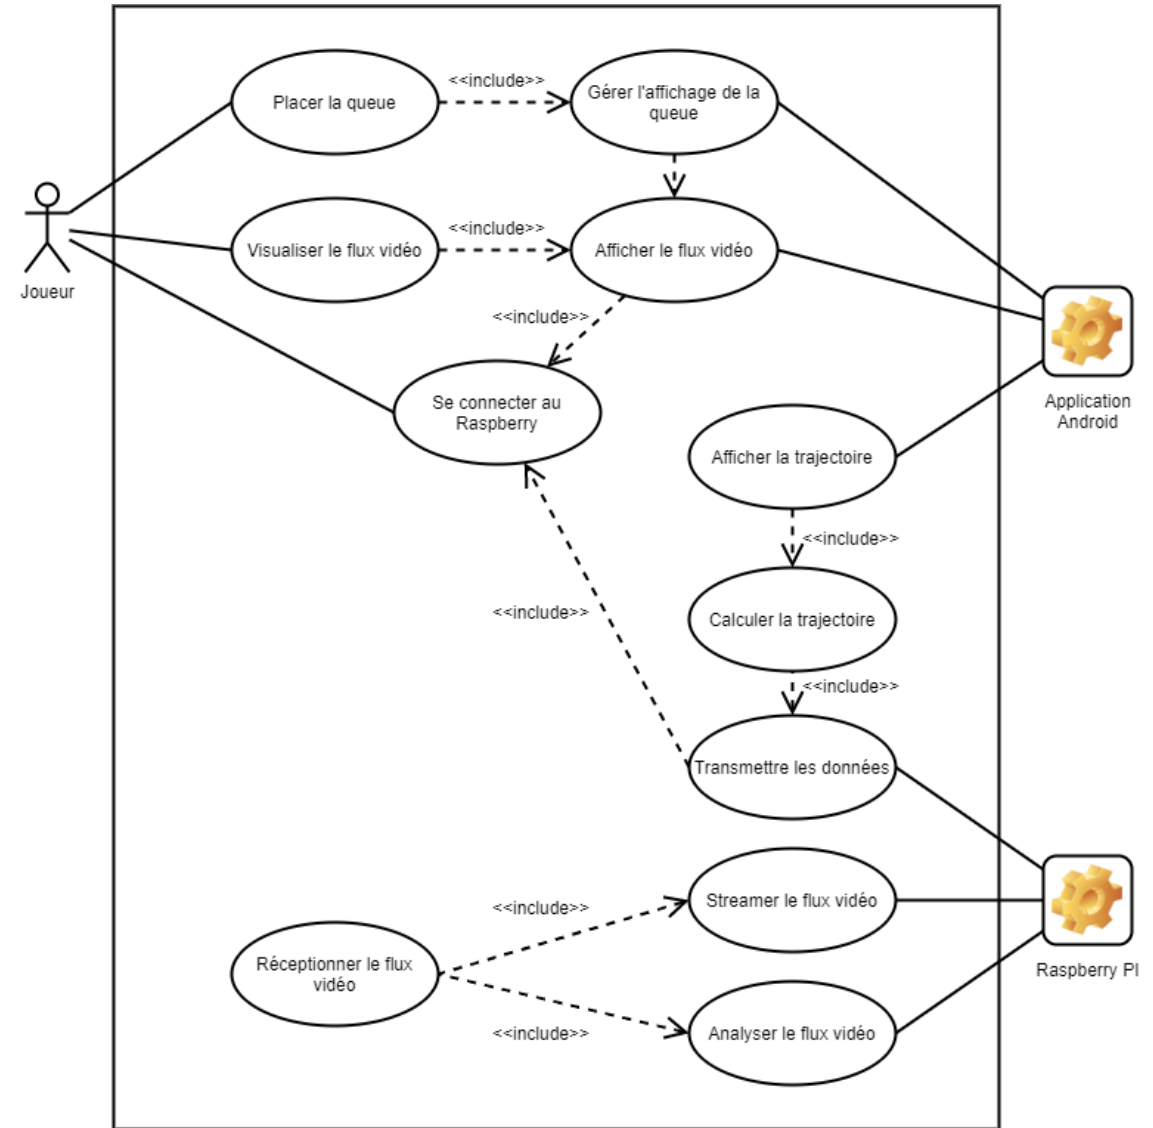 <<include>>
Placer la queue
Gérer l'affichage de la
queue
<<include>>
Visualiser le flux vidéo
Afficher le flux vidéo
Joueur
<<include>>
Se connecter au
Raspberry
Application
Android
Afficher la trajectoire
<<include>>
<<include>>
Calculer la trajectoire
<<include>>
Transmettre les données
<<include>>
Streamer le flux vidéo
Réceptionner le flux
vidéo
Raspberry PI
<<include>>
Analyser le flux vidéo